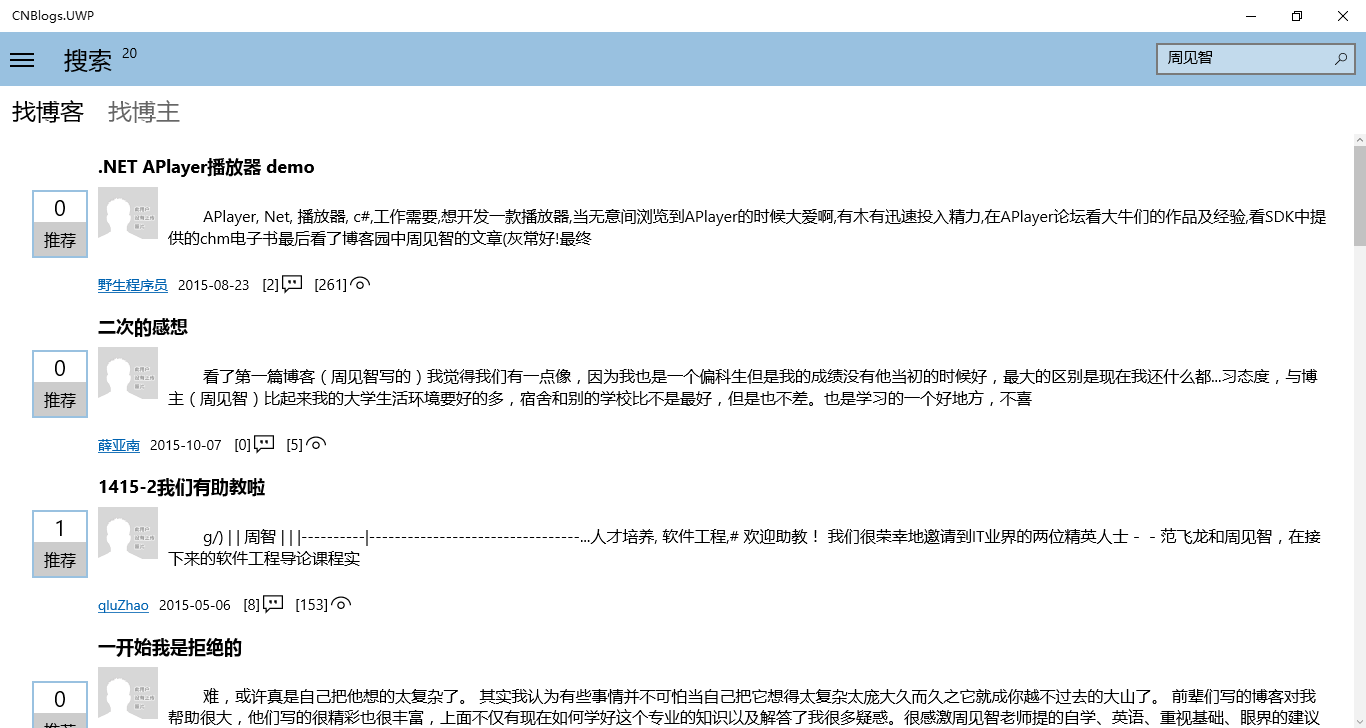 CNBlogs.UWP
搜索 20
周见智
找博客 找博主
.NET APlayer播放器 demo
0
推荐
APlayer, Net, 播放器, c#,工作需要,想开发一款播放器,当无意间浏览到APlayer的时候大爱啊,有木有迅速投入精力,在APlayer论坛看大牛们的作品及经验,看SDK中提
供的chm电子书最后看了博客园中周见智的文章(灰常好!最终
野生程序员 2015-08-23 [2] [261]
二次的感想
0
推荐
看了第一篇博客（周见智写的）我觉得我们有一点像，因为我也是一个偏科生但是我的成绩没有他当初的时候好，最大的区别是现在我还什么都...习态度，与博
主（周见智）比起来我的大学生活环境要好的多，宿舍和别的学校比不是最好，但是也不差。也是学习的一个好地方，不喜
薛亚南 2015-10-07 [0] [5]
1415-2我们有助教啦
1
推荐
g/) | | 周智 | | |----------|---------------------------------...人才培养, 软件工程,# 欢迎助教！ 我们很荣幸地邀请到IT业界的两位精英人士－－范飞龙和周见智，在接
下来的软件工程导论课程实
qluZhao 2015-05-06 [8] [153]
一开始我是拒绝的
0
推荐
难，或许真是自己把他想的太复杂了。 其实我认为有些事情并不可怕当自己把它想得太复杂太庞大久而久之它就成你越不过去的大山了。 前辈们写的博客对我
帮助很大，他们写的很精彩也很丰富，上面不仅有现在如何学好这个专业的知识以及解答了我很多疑惑。很感激周见智老师提的自学、英语、重视基础、眼界的建议